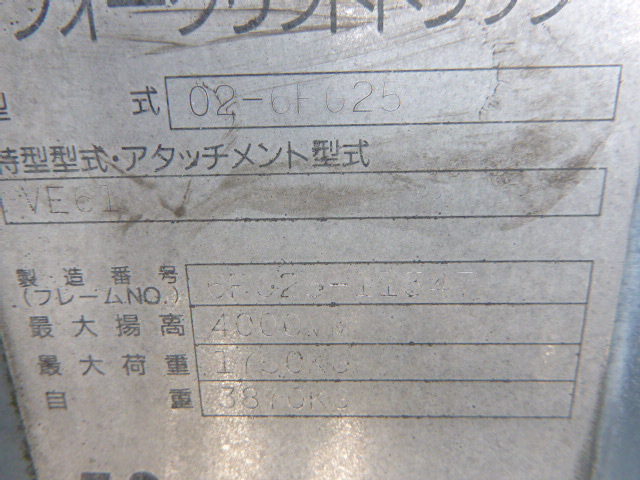 フォークリフトトラック
型式 02-6FG25
特型型式・アタッチメント型式
VE61
製造番号
(フレームNO.)
最大揚高 4000MM
最大荷重 1750KG
自重 3870KG